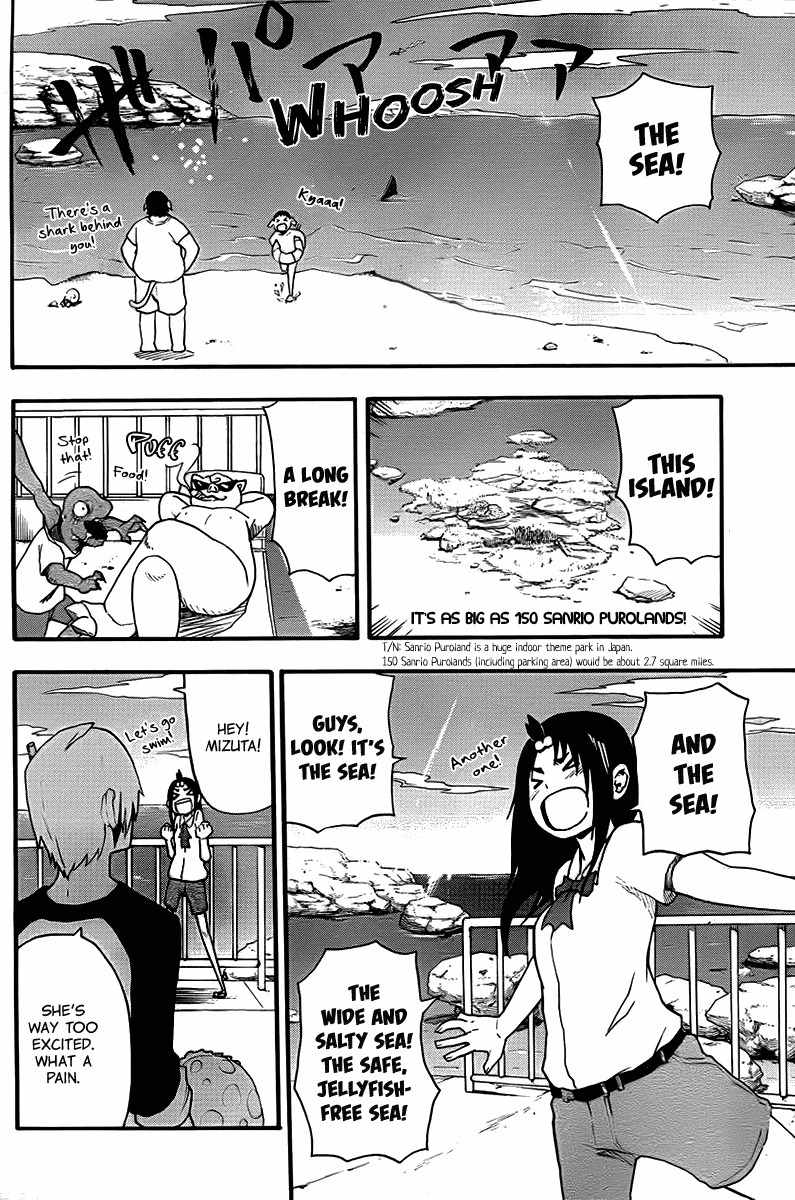 THE
SEA!
ザパァァァ
WHOOSH
Kyaaa!
There's a
shark behind
you!
THIS
ISLAND!
IT'S AS BIG AS 150 SANRIO PUROLANDS!
T/N: Sanrio Puroland is a huge indoor theme park in Japan.
150 Sanrio Purolands (including parking area) would be about 2.7 square miles.
A LONG
BREAK!
PUFF
Food!
Stop
that!
AND
THE
SEA!
Another
one!
GUYS,
LOOK! IT'S
THE SEA!
THE
WIDE AND
SALTY SEA!
THE SAFE,
JELLYFISH-
FREE SEA!
HEY!
MIZUTA!
Let's go
swim!
SHE'S
WAY TOO
EXCITED.
WHAT A
PAIN.